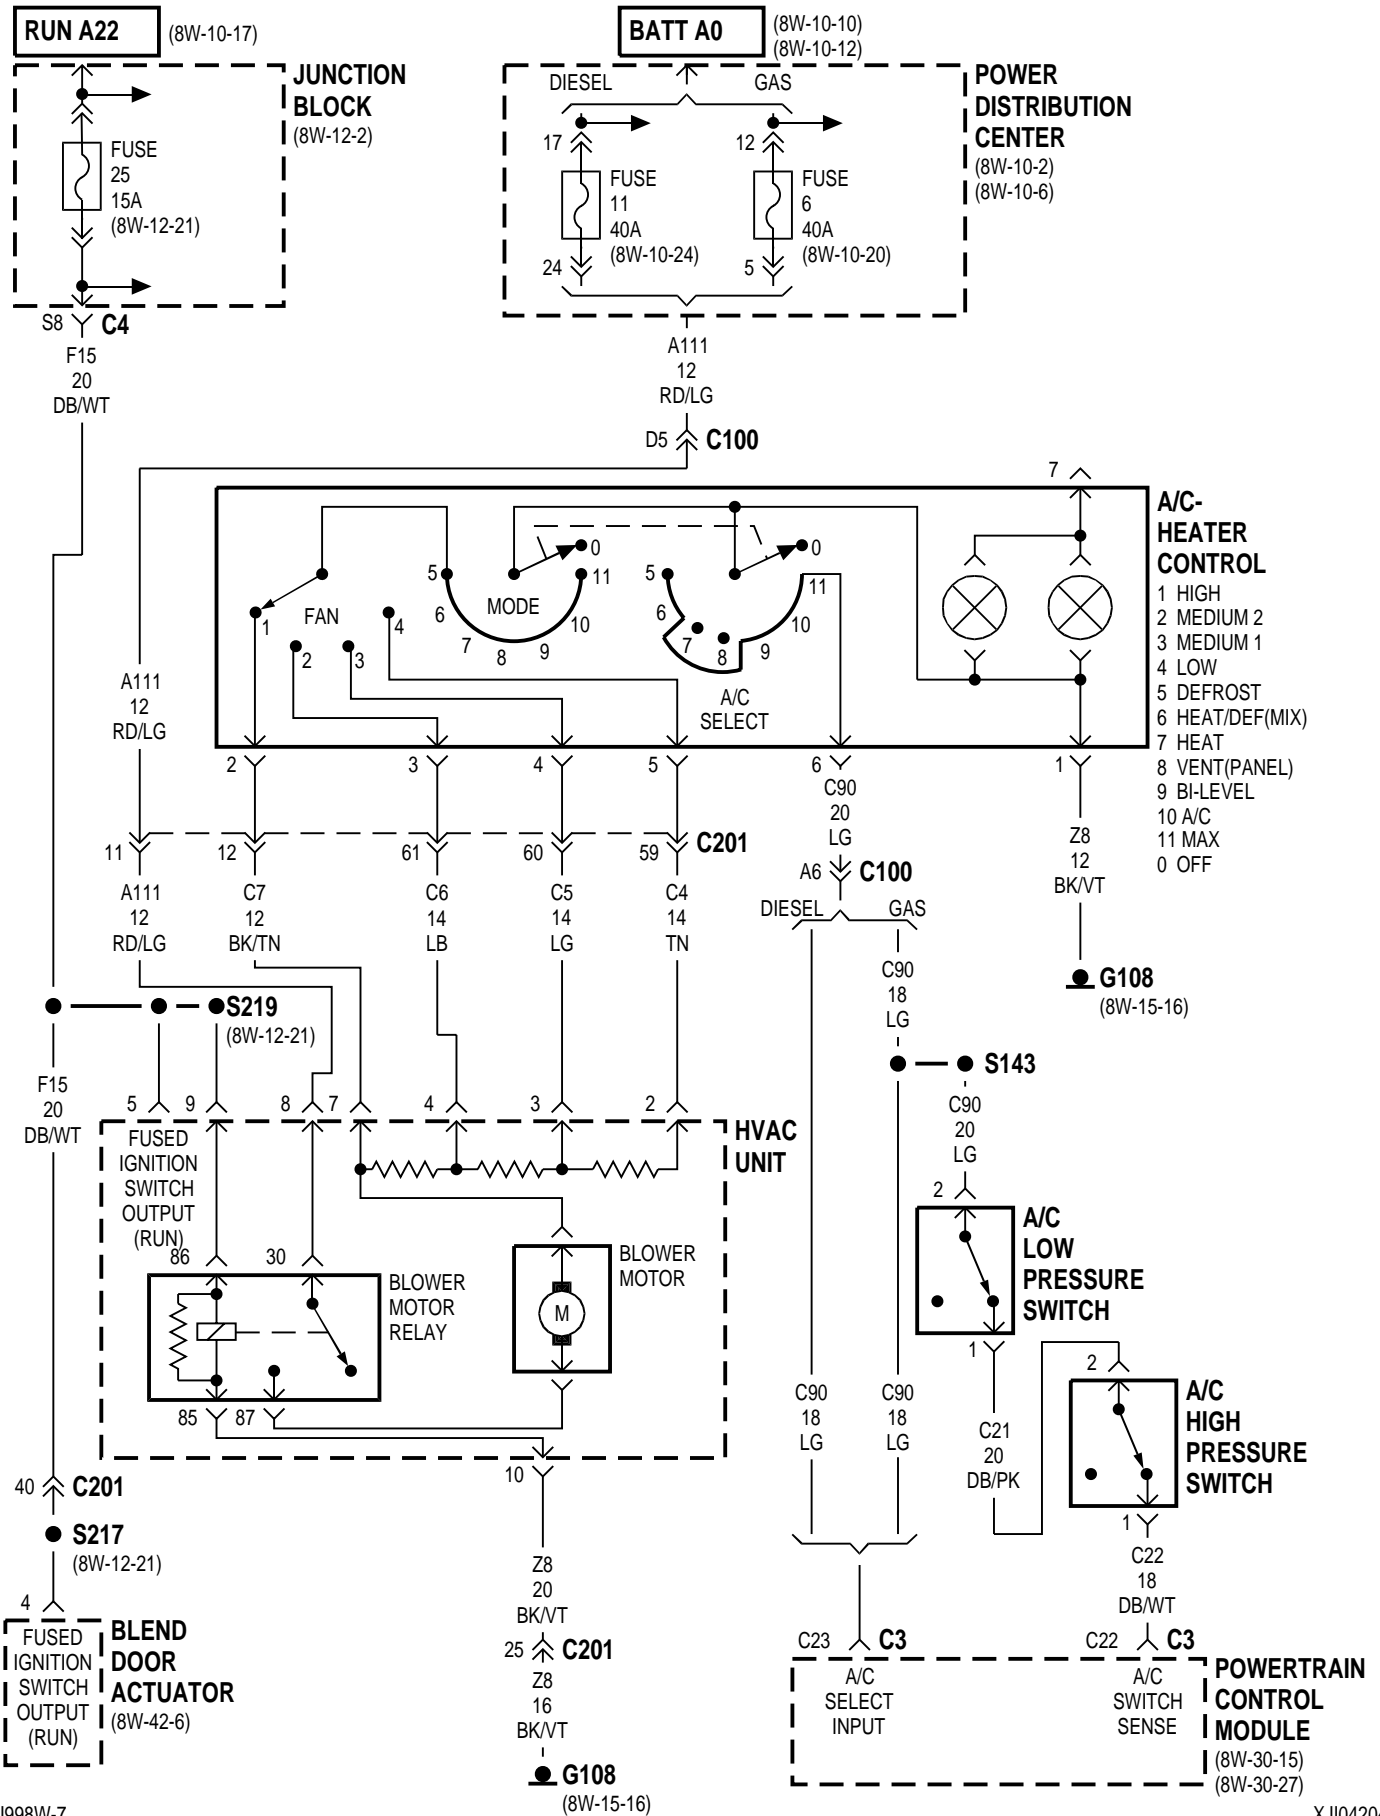 RUN A22
(8W-10-17)
BATT A0
(8W-10-10)
(8W-10-12)
JUNCTION
BLOCK
(8W-12-2)
FUSE
25
15A
(8W-12-21)
S8
C4
F15
20
DB/WT
DIESEL
GAS
17
12
FUSE
11
40A
(8W-10-24)
24
FUSE
6
40A
(8W-10-20)
5
POWER
DISTRIBUTION
CENTER
(8W-10-2)
(8W-10-6)
A111
12
RD/LG
D5
C100
7
A/C-
HEATER
CONTROL
1 HIGH
2 MEDIUM 2
3 MEDIUM 1
4 LOW
5 DEFROST
6 HEAT/DEF(MIX)
7 HEAT
8 VENT(PANEL)
9 BI-LEVEL
10 A/C
11 MAX
0 OFF
FAN
1
2
3
4
MODE
5
6
7
8
9
10
11
0
A/C
SELECT
5
6
7
8
9
10
11
0
A111
12
RD/LG
2
3
4
5
6
1
C90
20
LG
Z8
12
BK/VT
G108
(8W-15-16)
11
12
61
60
59
C201
A111
12
RD/LG
C7
12
BK/TN
C6
14
LB
C5
14
LG
C4
14
TN
A6
C100
DIESEL
GAS
C90
18
LG
S143
C90
20
LG
S219
(8W-12-21)
F15
20
DB/WT
5
9
8
7
4
3
2
HVAC
UNIT
FUSED
IGNITION
SWITCH
OUTPUT
(RUN)
86
30
BLOWER
MOTOR
RELAY
85
87
BLOWER
MOTOR
M
10
2
A/C
LOW
PRESSURE
SWITCH
1
C21
20
DB/PK
2
A/C
HIGH
PRESSURE
SWITCH
1
C22
18
DB/WT
C90
18
LG
C90
18
LG
40
C201
S217
(8W-12-21)
4
FUSED
IGNITION
SWITCH
OUTPUT
(RUN)
BLEND
DOOR
ACTUATOR
(8W-42-6)
Z8
20
BK/VT
25
C201
Z8
16
BK/VT
G108
(8W-15-16)
C23
C3
C22
C3
A/C
SELECT
INPUT
A/C
SWITCH
SENSE
POWERTRAIN
CONTROL
MODULE
(8W-30-15)
(8W-30-27)